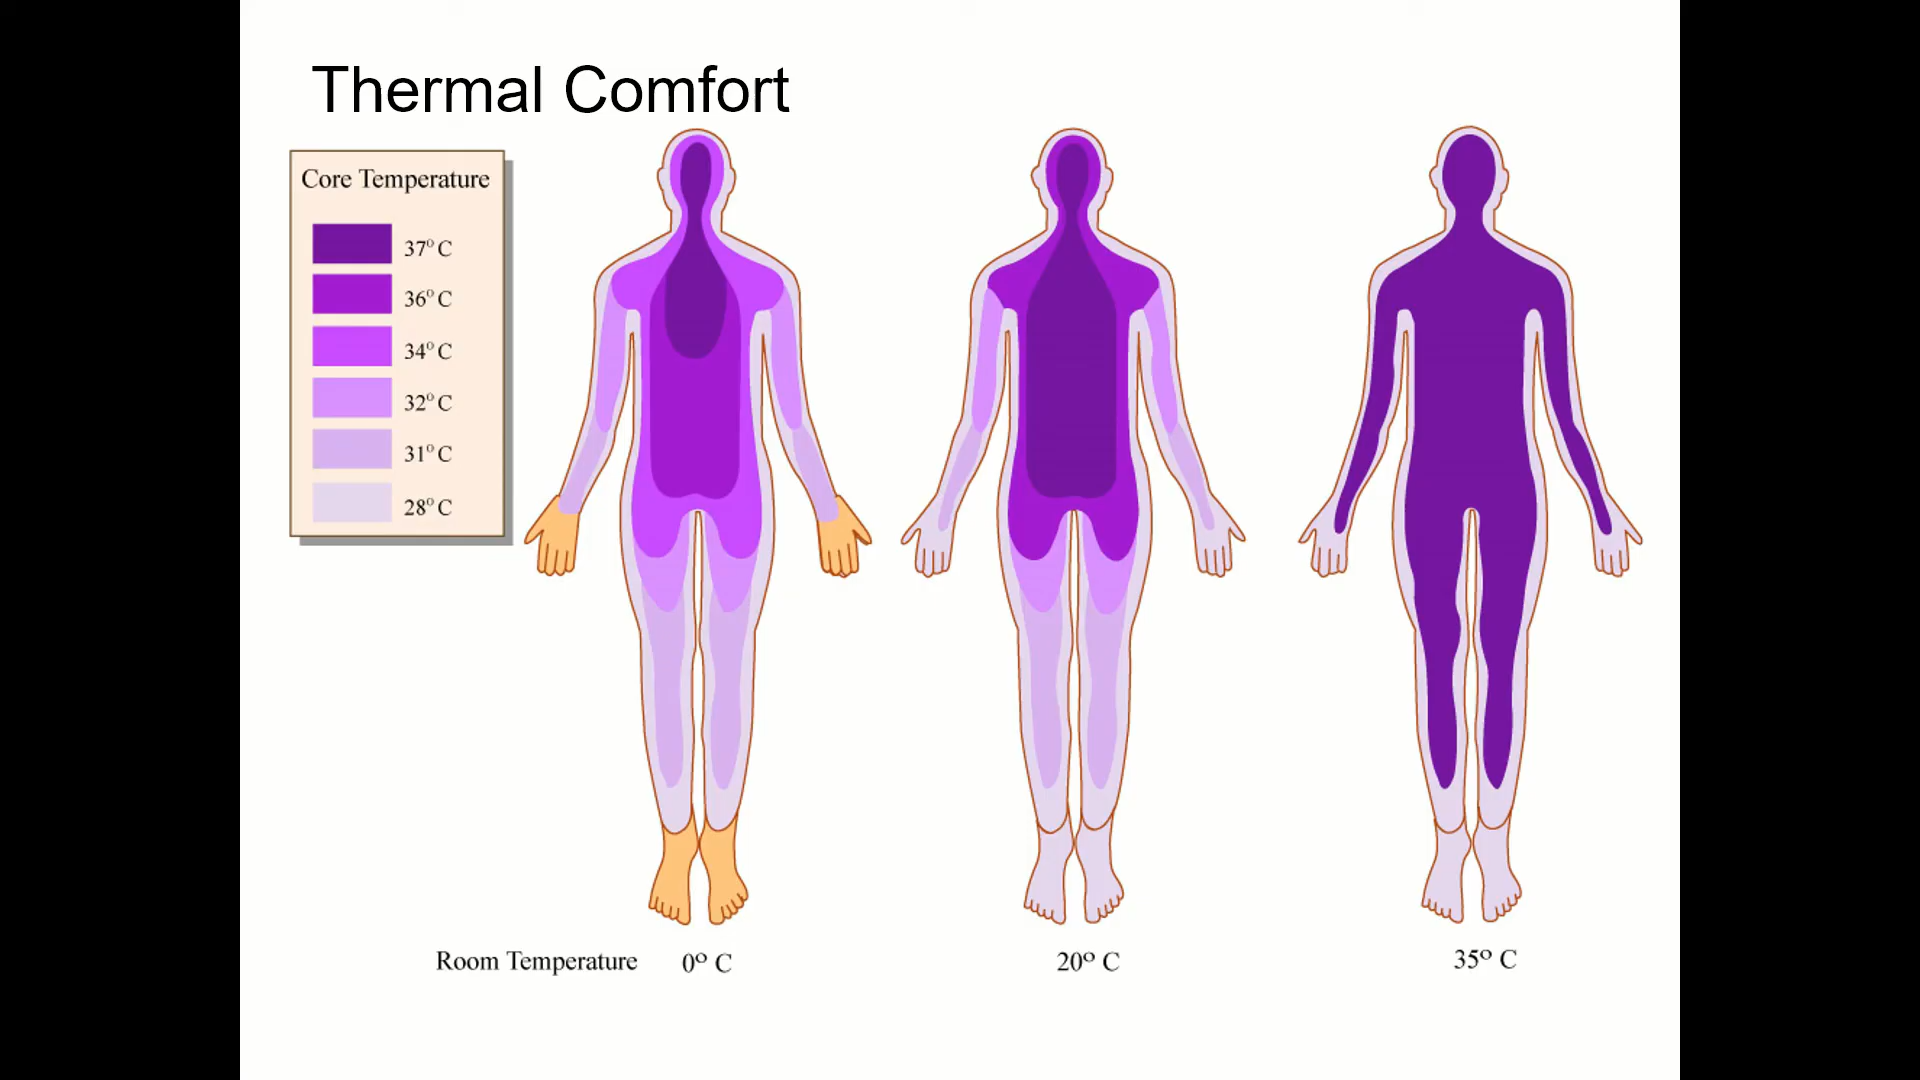 Thermal Comfort
Core Temperature
37° C
36° C
34° C
32° C
31° C
28° C
Room Temperature 0° C 20° C 35° C